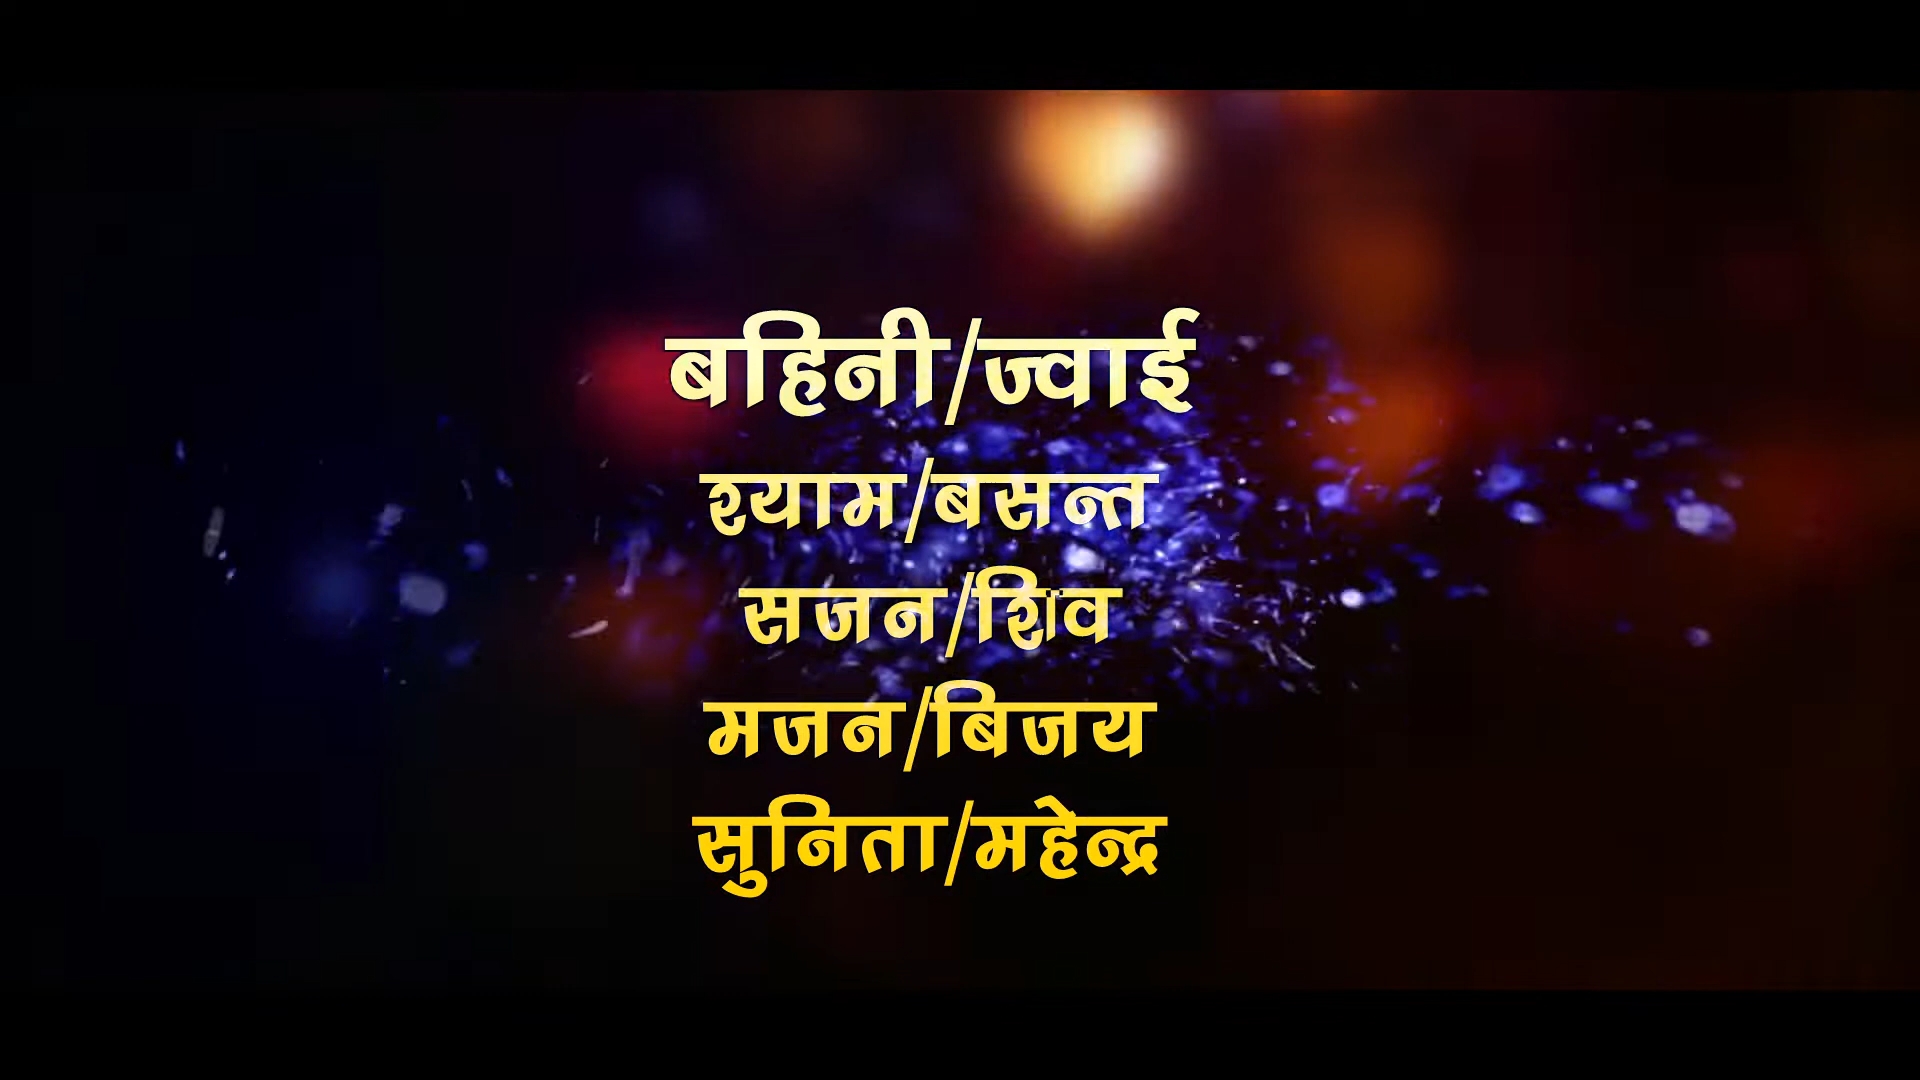 बहिनी/ज्वाई
श्याम/बसन्त
सजन/शिव
मजन/बिजय
सुनिता/महेन्द्र